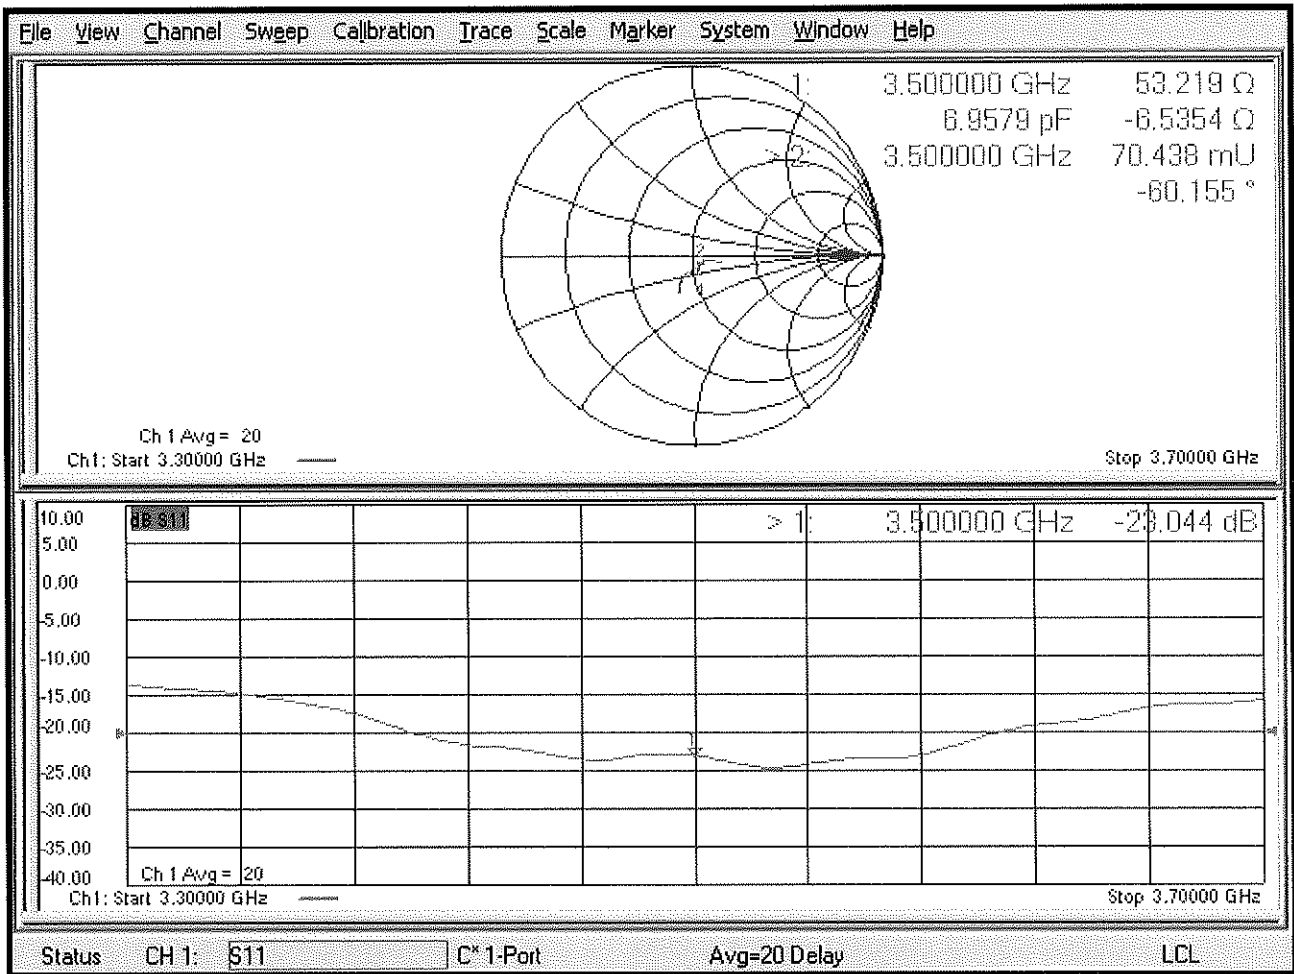 File View Channel Sweep Calibration Trace Scale Marker System Window Help
1: 3.500000 GHz 53.219 Ω
6.9579 pF -6.5354 Ω
> 2: 3.500000 GHz 70.438 mU
-60.155 °
Ch 1 Avg = 20
Ch1: Start 3.30000 GHz
Stop 3.70000 GHz
10.00 dB S11 > 1: 3.500000 GHz -23.044 dB
5.00
0.00
-5.00
-10.00
-15.00
-20.00
-25.00
-30.00
-35.00
-40.00
Ch 1 Avg = 20
Ch1: Start 3.30000 GHz
Stop 3.70000 GHz
Status CH 1: S11 C* 1-Port Avg=20 Delay LCL